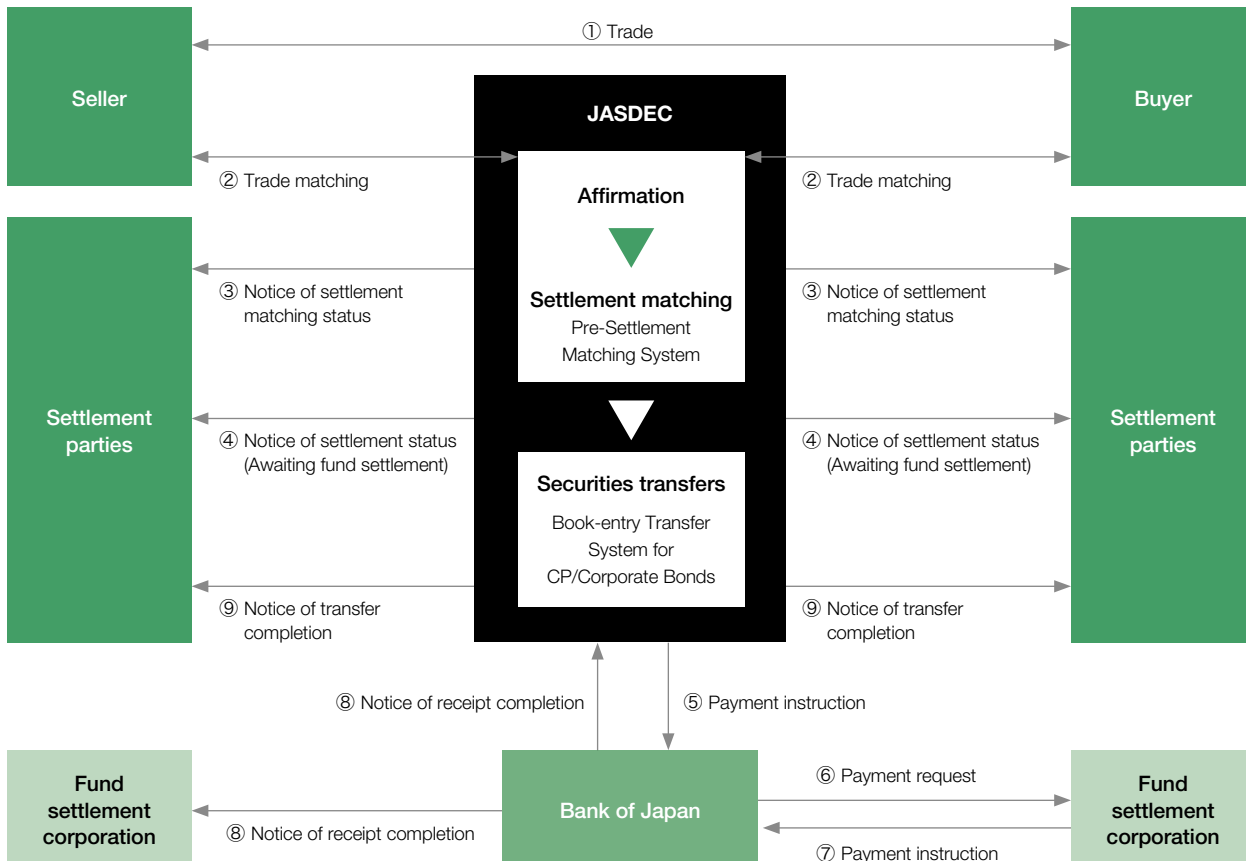 ① Trade
Seller
Buyer
JASDEC
② Trade matching
② Trade matching
Affirmation
③ Notice of settlement
matching status
Settlement matching
Pre-Settlement
Matching System
③ Notice of settlement
matching status
Settlement
parties
④ Notice of settlement status
(Awaiting fund settlement)
④ Notice of settlement status
(Awaiting fund settlement)
Settlement
parties
Securities transfers
Book-entry Transfer
System for
CP/Corporate Bonds
⑨ Notice of transfer
completion
⑨ Notice of transfer
completion
⑧ Notice of receipt completion
⑤ Payment instruction
Fund
settlement
corporation
⑧ Notice of receipt completion
Bank of Japan
⑥ Payment request
⑦ Payment instruction
Fund
settlement
corporation